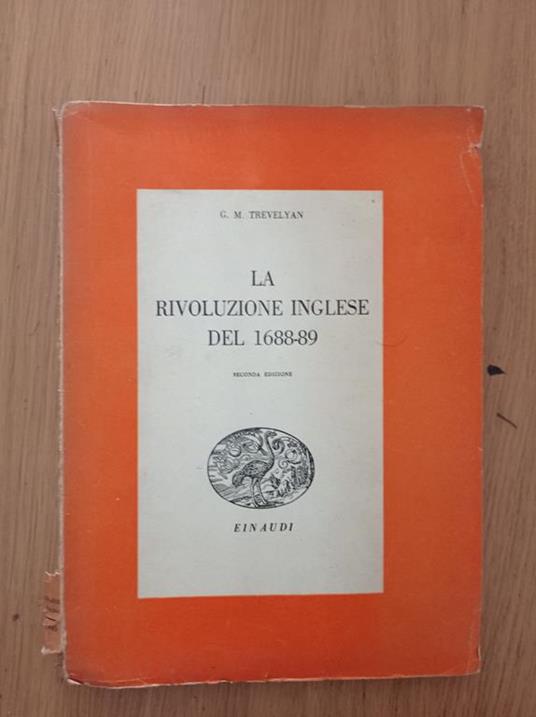 G. M. TREVELYAN
LA
RIVOLUZIONE INGLESE
DEL 1688-89
SECONDA EDIZIONE
EINAUDI